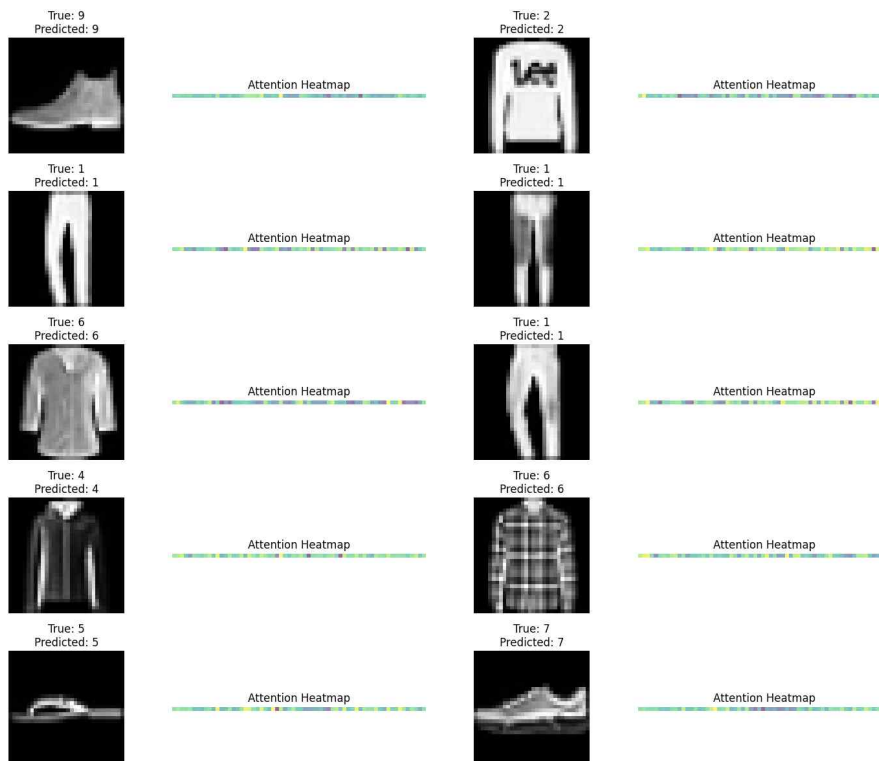 True: 9
Predicted: 9
Attention Heatmap
True: 2
Predicted: 2
Lee
Attention Heatmap
True: 1
Predicted: 1
Attention Heatmap
True: 1
Predicted: 1
Attention Heatmap
True: 6
Predicted: 6
Attention Heatmap
True: 1
Predicted: 1
Attention Heatmap
True: 4
Predicted: 4
Attention Heatmap
True: 6
Predicted: 6
Attention Heatmap
True: 5
Predicted: 5
Attention Heatmap
True: 7
Predicted: 7
Attention Heatmap